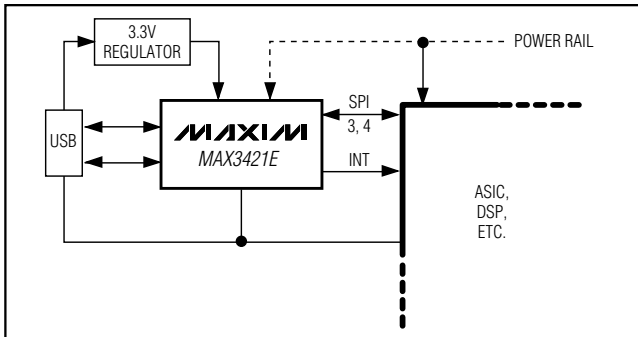 3.3V
REGULATOR
POWER RAIL
SPI
3, 4
USB
MAXIM
MAX3421E
INT
ASIC,
DSP,
ETC.